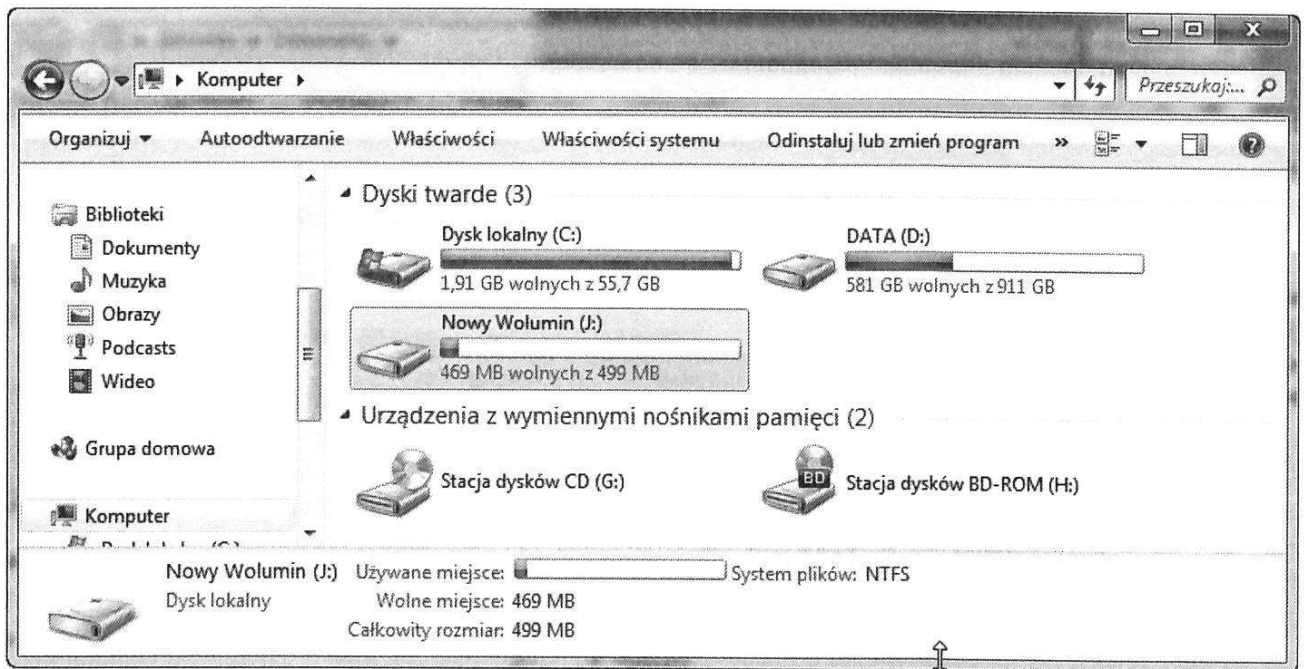 Komputer
Przeszukaj:...
Organizuj
Autoodtwarzanie
Właściwości
Właściwości systemu
Odinstaluj lub zmień program
»
Biblioteki
Dokumenty
Muzyka
Obrazy
Podcasts
Wideo
Grupa domowa
Komputer
Dyski twarde (3)
Dysk lokalny (C:)
1,91 GB wolnych z 55,7 GB
DATA (D:)
581 GB wolnych z 911 GB
Nowy Wolumin (J:)
469 MB wolnych z 499 MB
Urządzenia z wymiennymi nośnikami pamięci (2)
Stacja dysków CD (G:)
BD
Stacja dysków BD-ROM (H:)
Nowy Wolumin (J:) Używane miejsce: System plików: NTFS
Dysk lokalny Wolne miejsce: 469 MB
Całkowity rozmiar: 499 MB